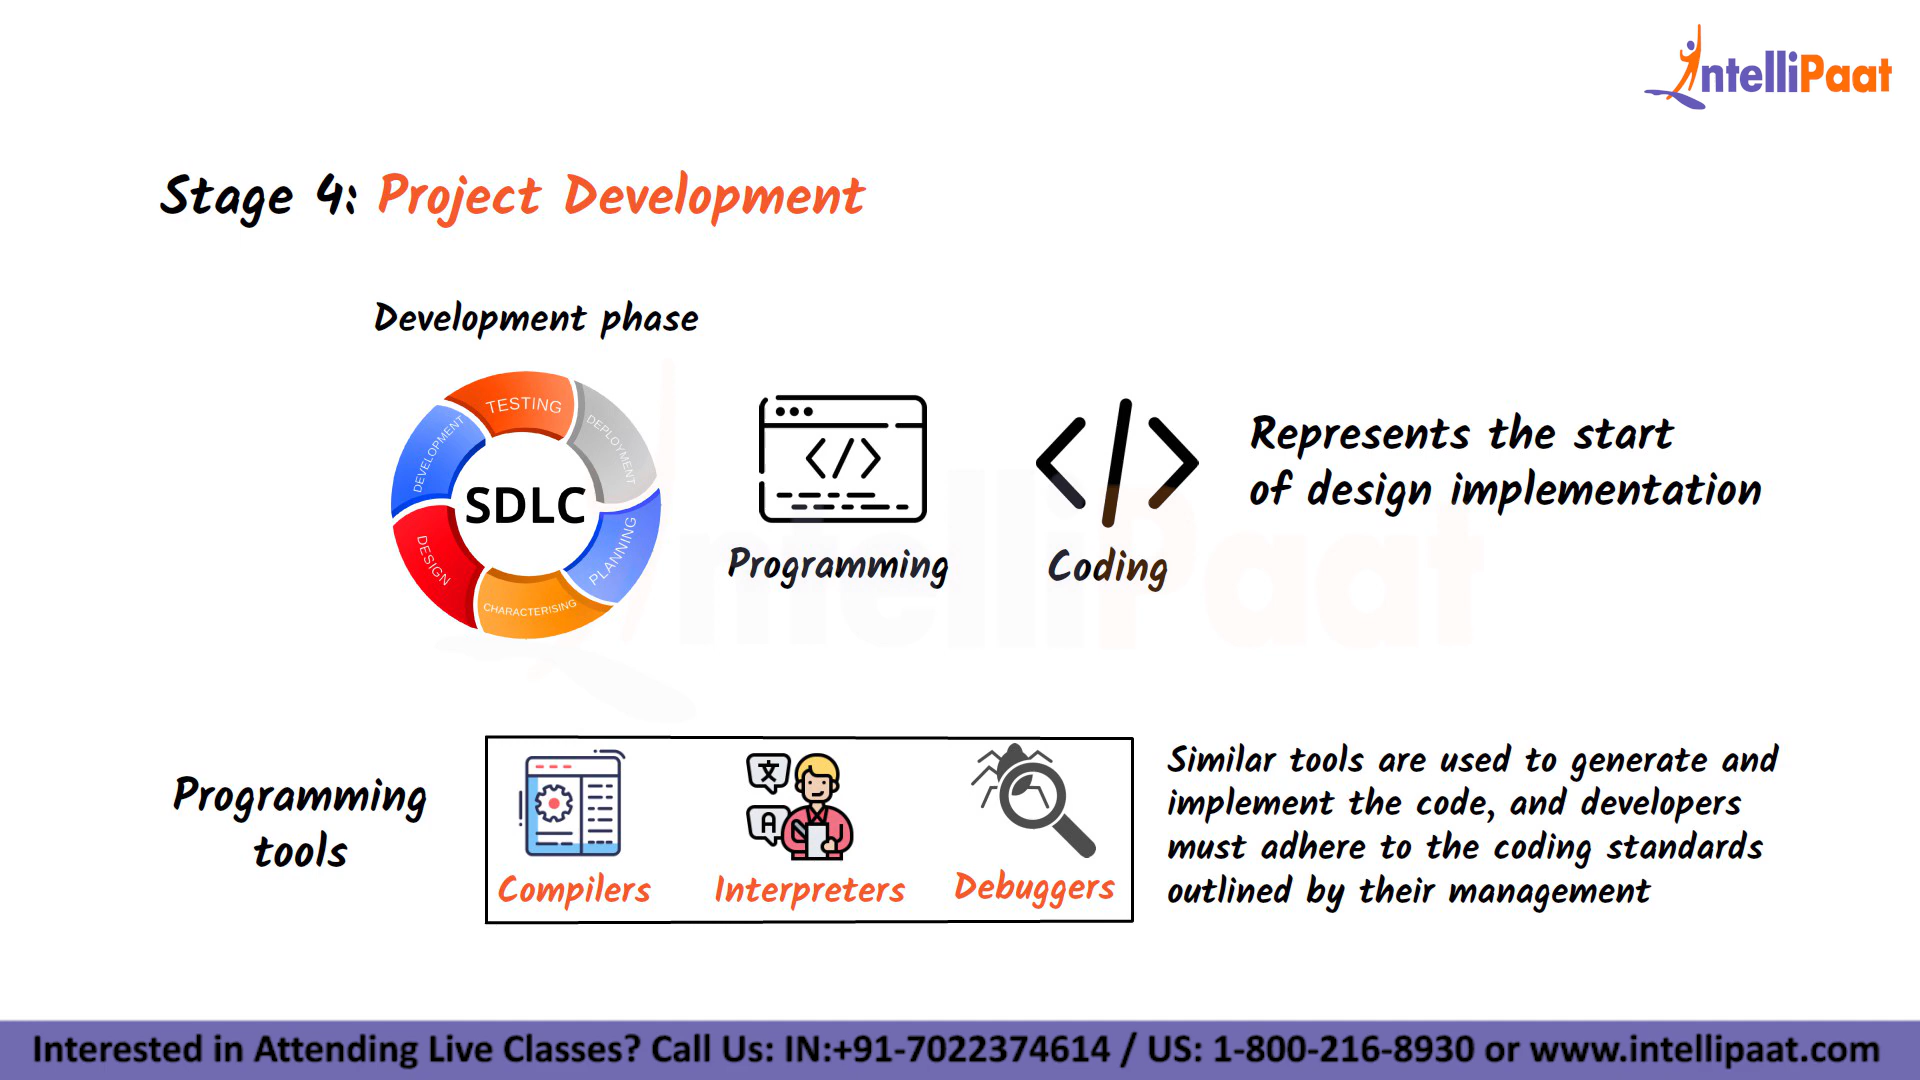 IntelliPaat
Stage 4: Project Development
Development phase
TESTING
DEPLOYMENT
DEVELOPMENT
SDLC
PLANNING
DESIGN
CHARACTERISING
Programming
Coding
Represents the start
of design implementation
IntelliPaat
Programming
tools
文
A
Compilers
Interpreters
Debuggers
Similar tools are used to generate and
implement the code, and developers
must adhere to the coding standards
outlined by their management
Interested in Attending Live Classes? Call Us: IN:+91-7022374614 / US: 1-800-216-8930 or www.intellipaat.com